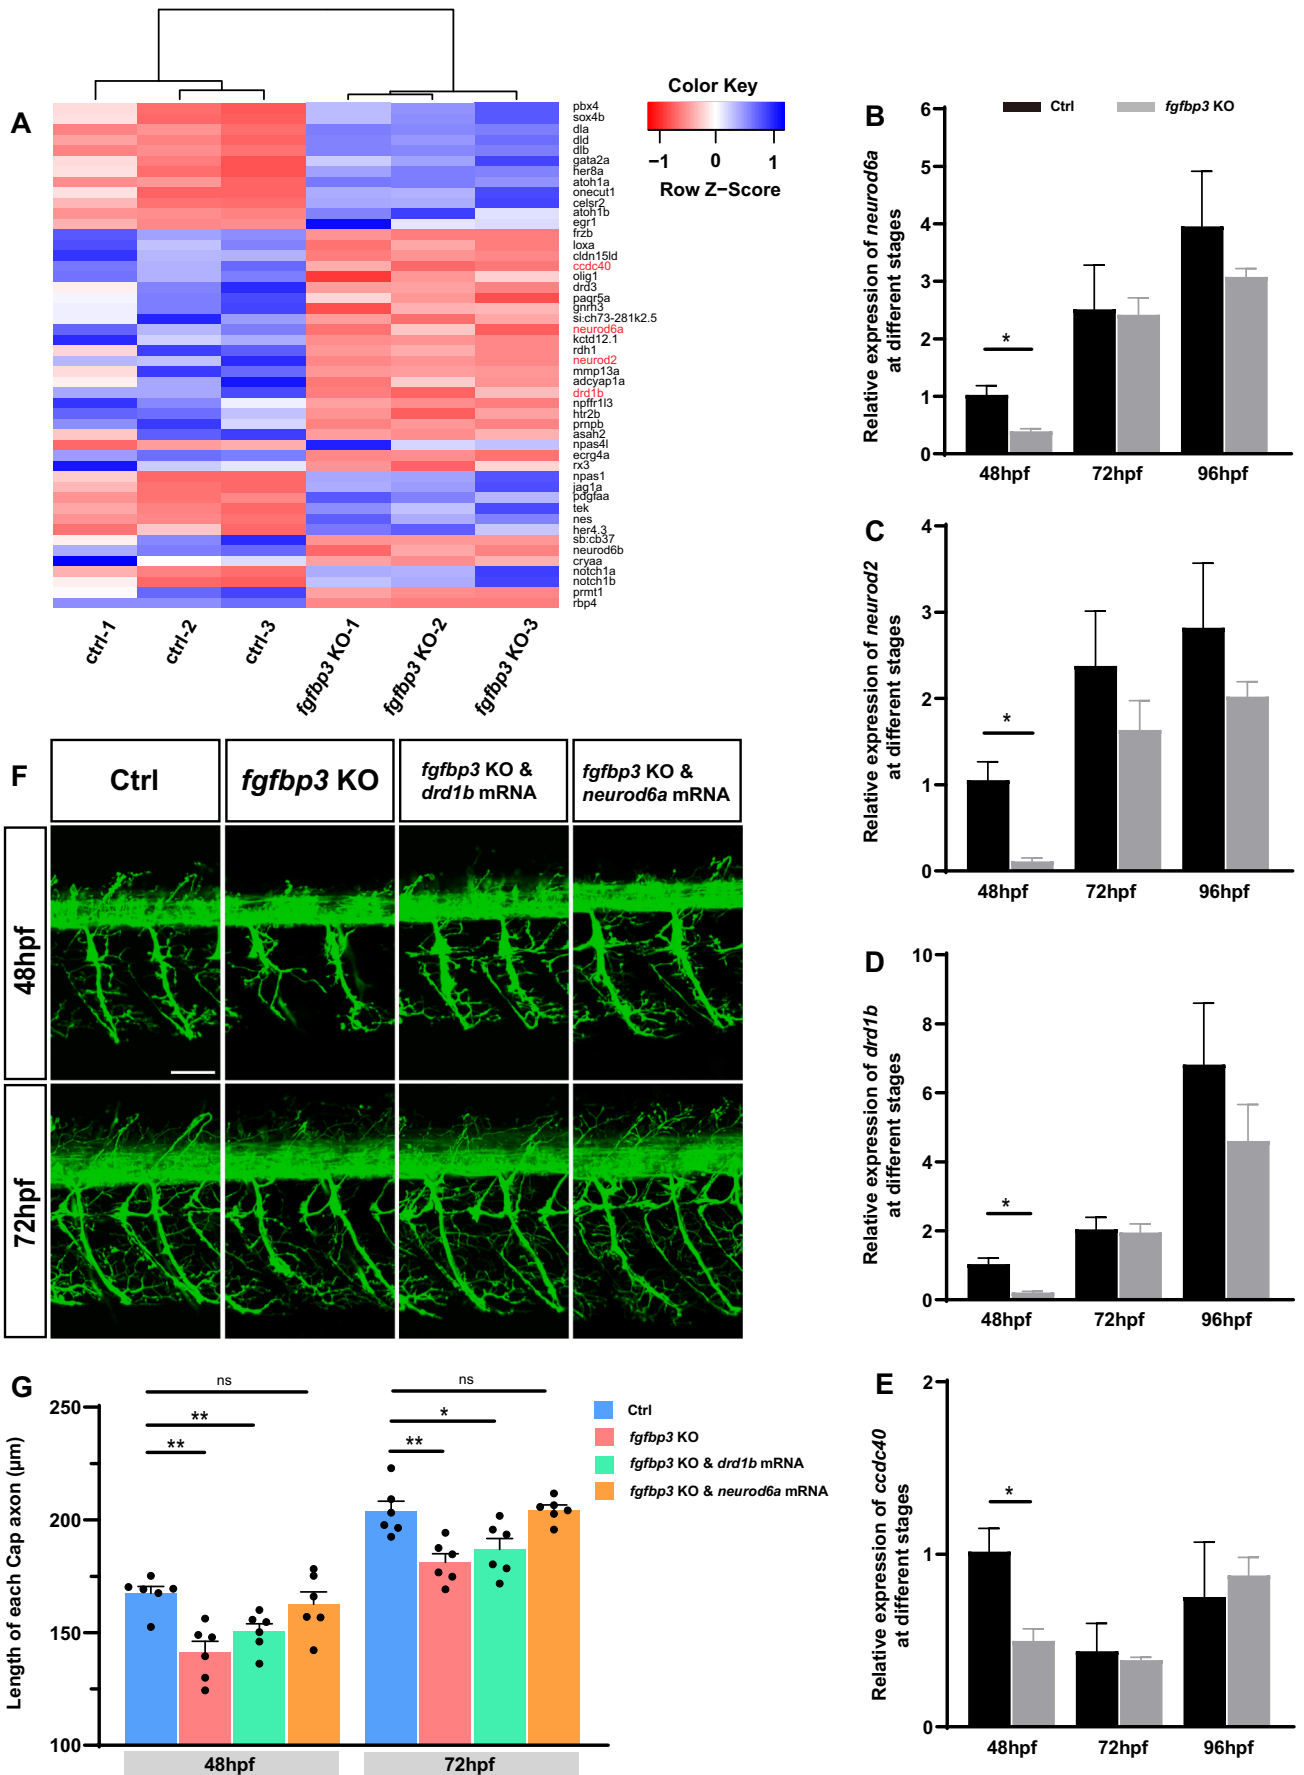 A
Color Key
−1 0 1
Row Z−Score
pbx4
sox4b
dla
dld
dlb
gata2a
her8a
atoh1a
onecut1
celsr2
atoh1b
egr1
frzb
loxa
cldn15ld
ccdc40
olig1
drd3
paqr5a
gnrh3
si:ch73-281k2.5
neurod6a
kctd12.1
rdh1
neurod2
mmp13a
adcyap1a
drd1b
npffr1l3
htr2b
prnpb
asah2
npas4l
ecrg4a
rx3
npas1
jag1a
pdgfaa
tek
nes
her4.3
sb:cb37
neurod6b
cryaa
notch1a
notch1b
prmt1
rbp4
ctrl-1
ctrl-2
ctrl-3
fgfbp3 KO-1
fgfbp3 KO-2
fgfbp3 KO-3
B
Ctrl
fgfbp3 KO
Relative expression of neurod6a
at different stages
6
5
4
3
2
1
0
*
48hpf 72hpf 96hpf
C
Relative expression of neurod2
at different stages
4
3
2
1
0
*
48hpf 72hpf 96hpf
D
Relative expression of drd1b
at different stages
10
8
6
4
2
0
*
48hpf 72hpf 96hpf
E
Relative expression of ccdc40
at different stages
2
1
0
*
48hpf 72hpf 96hpf
F
Ctrl
fgfbp3 KO
fgfbp3 KO &
drd1b mRNA
fgfbp3 KO &
neurod6a mRNA
48hpf
72hpf
G
Length of each Cap axon (μm)
250
200
150
100
ns
**
**
ns
*
**
48hpf 72hpf
Ctrl
fgfbp3 KO
fgfbp3 KO & drd1b mRNA
fgfbp3 KO & neurod6a mRNA